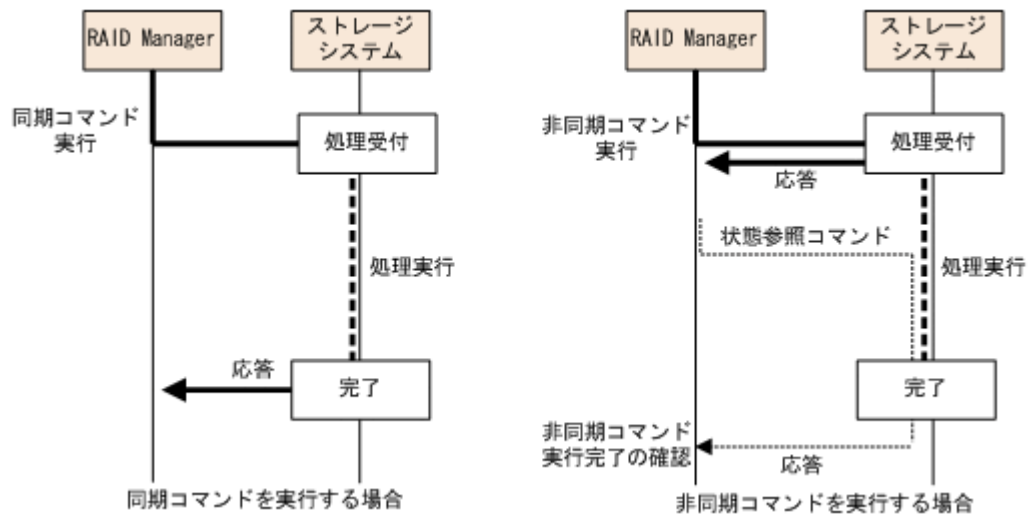 RAID Manager
ストレージ
システム
同期コマンド
実行
処理受付
処理実行
応答
完了
同期コマンドを実行する場合
RAID Manager
ストレージ
システム
非同期コマンド
実行
処理受付
応答
状態参照コマンド
処理実行
完了
非同期コマンド
実行完了の確認
応答
非同期コマンドを実行する場合